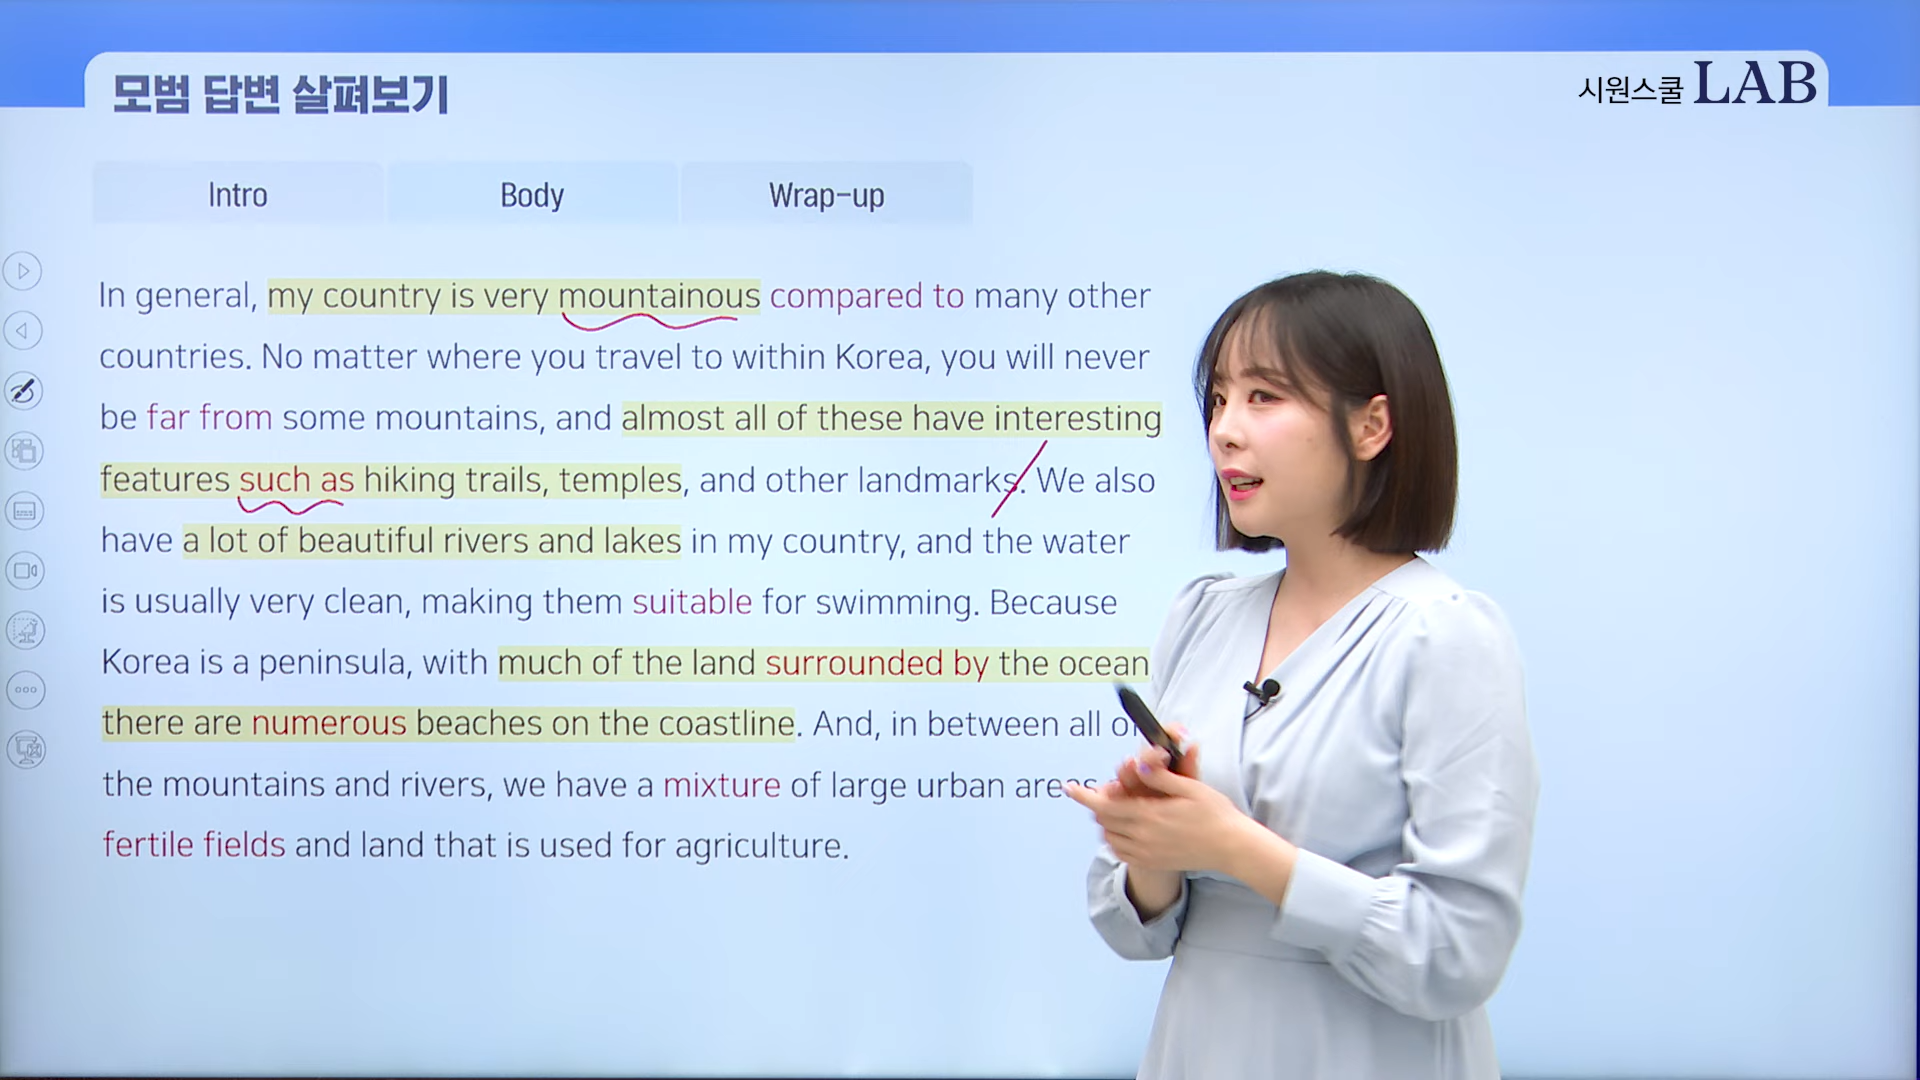 모범 답변 살펴보기
시원스쿨 LAB
Intro
Body
Wrap-up
In general, my country is very mountainous compared to many other
countries. No matter where you travel to within Korea, you will never
be far from some mountains, and almost all of these have interesting
features such as hiking trails, temples, and other landmarks. We also
have a lot of beautiful rivers and lakes in my country, and the water
is usually very clean, making them suitable for swimming. Because
Korea is a peninsula, with much of the land surrounded by the ocean,
there are numerous beaches on the coastline. And, in between all of
the mountains and rivers, we have a mixture of large urban areas
fertile fields and land that is used for agriculture.